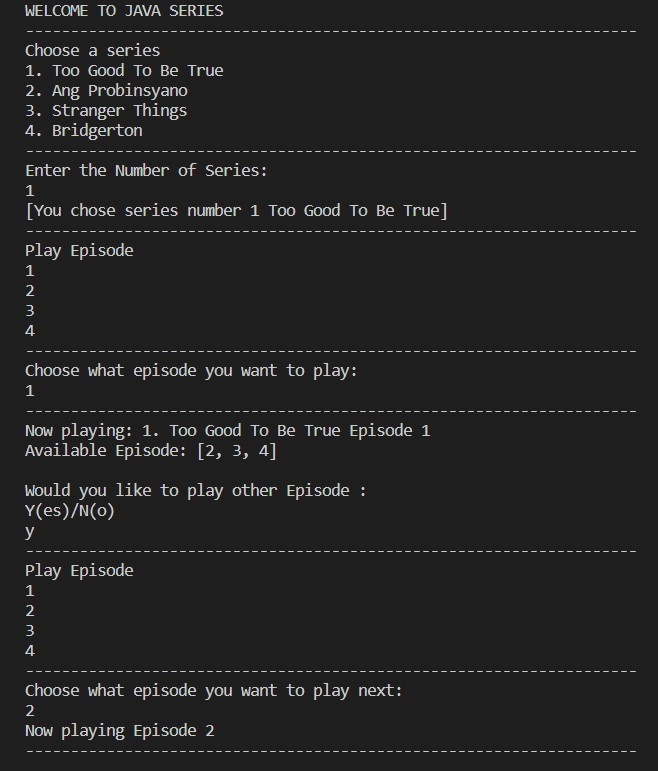 WELCOME TO JAVA SERIES
--------------------------------------------------------------------
Choose a series
1. Too Good To Be True
2. Ang Probinsyano
3. Stranger Things
4. Bridgerton
--------------------------------------------------------------------
Enter the Number of Series:
1
[You chose series number 1 Too Good To Be True]
--------------------------------------------------------------------
Play Episode
1
2
3
4
--------------------------------------------------------------------
Choose what episode you want to play:
1
--------------------------------------------------------------------
Now playing: 1. Too Good To Be True Episode 1
Available Episode: [2, 3, 4]
Would you like to play other Episode :
Y(es)/N(o)
y
--------------------------------------------------------------------
Play Episode
1
2
3
4
--------------------------------------------------------------------
Choose what episode you want to play next:
2
Now playing Episode 2
--------------------------------------------------------------------